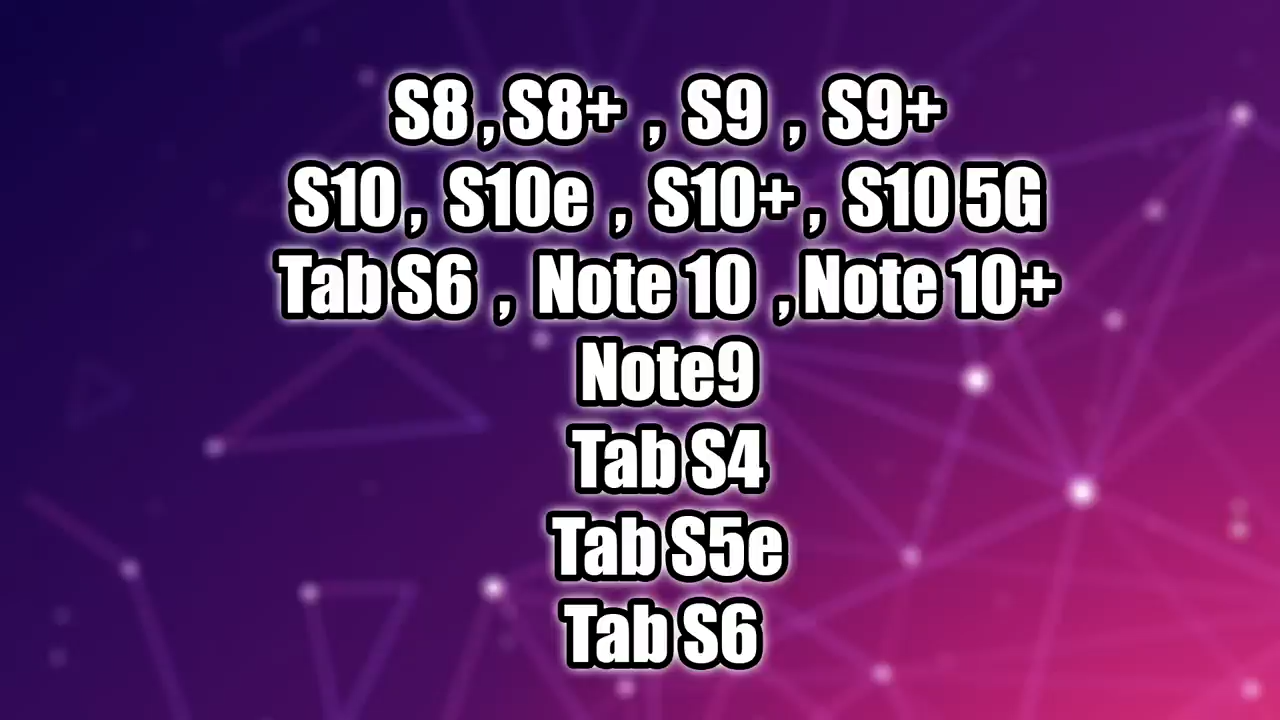 S8 , S8+ , S9 , S9+
S10 , S10e , S10+ , S10 5G
Tab S6 , Note 10 , Note 10+
Note9
Tab S4
Tab S5e
Tab S6